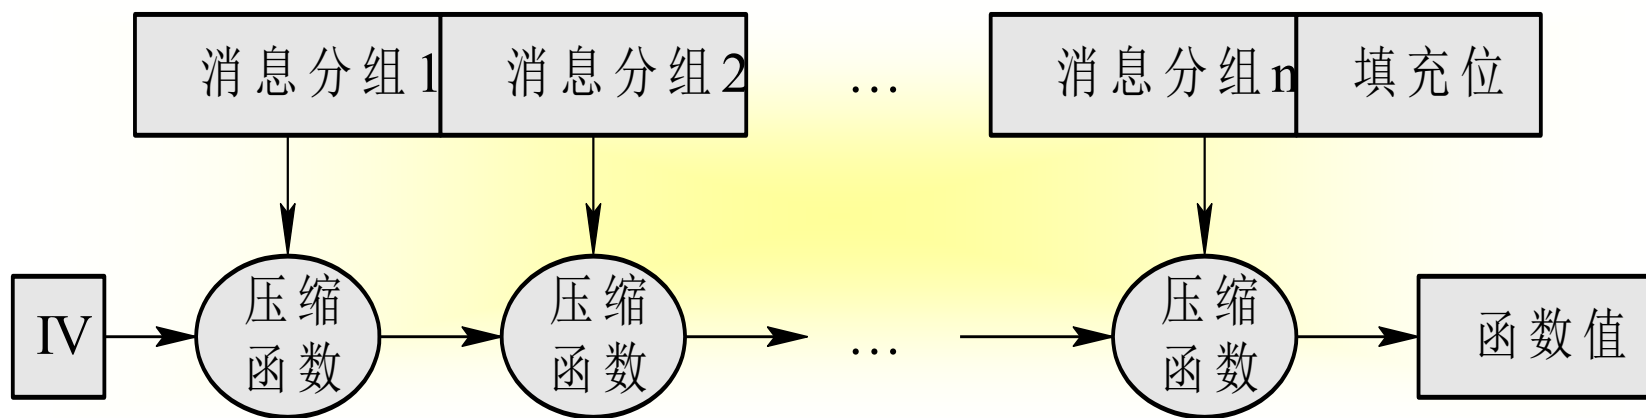 消息分组1 消息分组2 … 消息分组n 填充位
IV 压缩函数 压缩函数 … 压缩函数 函数值